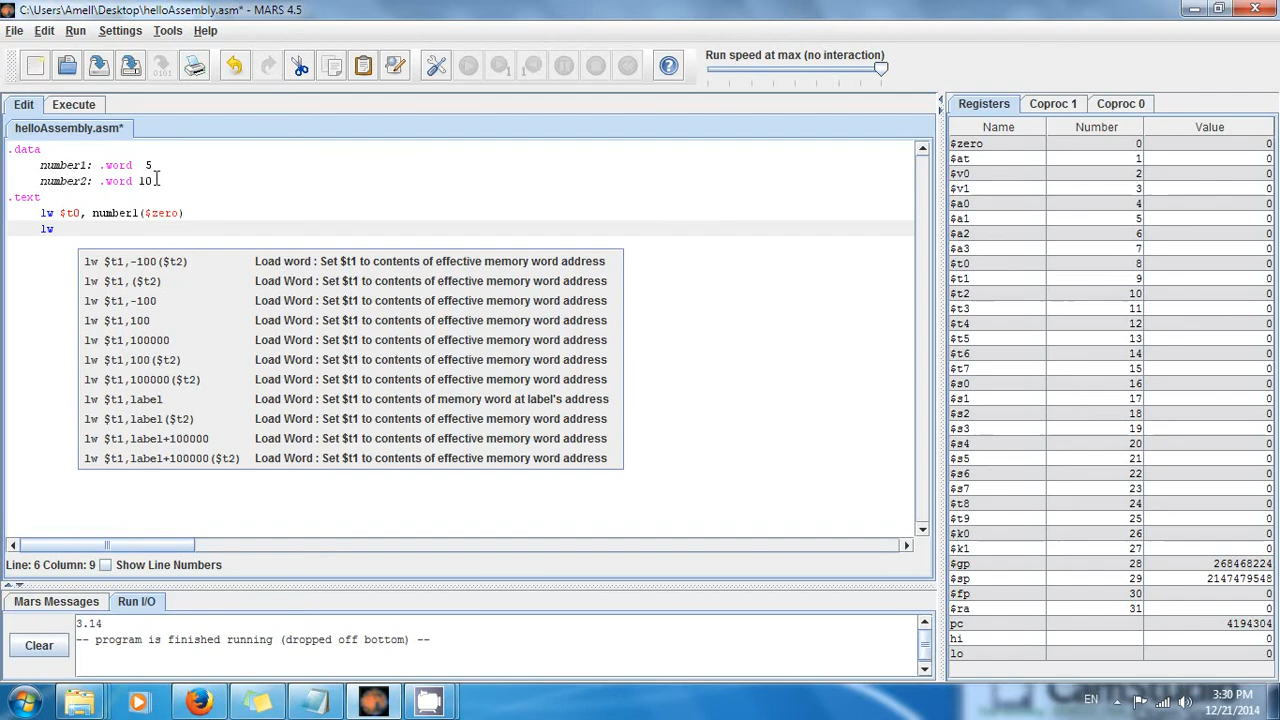 C:\Users\Amell\Desktop\helloAssembly.asm* - MARS 4.5
File Edit Run Settings Tools Help
Run speed at max (no interaction)
Edit Execute
helloAssembly.asm*
.data
number1: .word 5
number2: .word 10
.text
lw $t0, number1($zero)
lw
lw $t1,-100($t2) Load word : Set $t1 to contents of effective memory word address
lw $t1,($t2) Load Word : Set $t1 to contents of effective memory word address
lw $t1,-100 Load Word : Set $t1 to contents of effective memory word address
lw $t1,100 Load Word : Set $t1 to contents of effective memory word address
lw $t1,100000 Load Word : Set $t1 to contents of effective memory word address
lw $t1,100($t2) Load Word : Set $t1 to contents of effective memory word address
lw $t1,100000($t2) Load Word : Set $t1 to contents of effective memory word address
lw $t1,label Load Word : Set $t1 to contents of memory word at label's address
lw $t1,label($t2) Load Word : Set $t1 to contents of effective memory word address
lw $t1,label+100000 Load Word : Set $t1 to contents of effective memory word address
lw $t1,label+100000($t2) Load Word : Set $t1 to contents of effective memory word address
Line: 6 Column: 9 Show Line Numbers
Mars Messages Run I/O
Clear
3.14
-- program is finished running (dropped off bottom) --
Registers Coproc 1 Coproc 0
Name Number Value
$zero 0 0
$at 1 0
$v0 2 0
$v1 3 0
$a0 4 0
$a1 5 0
$a2 6 0
$a3 7 0
$t0 8 0
$t1 9 0
$t2 10 0
$t3 11 0
$t4 12 0
$t5 13 0
$t6 14 0
$t7 15 0
$s0 16 0
$s1 17 0
$s2 18 0
$s3 19 0
$s4 20 0
$s5 21 0
$s6 22 0
$s7 23 0
$t8 24 0
$t9 25 0
$k0 26 0
$k1 27 0
$gp 28 268468224
$sp 29 2147479548
$fp 30 0
$ra 31 0
pc 4194304
hi 0
lo 0
EN
3:30 PM
12/21/2014